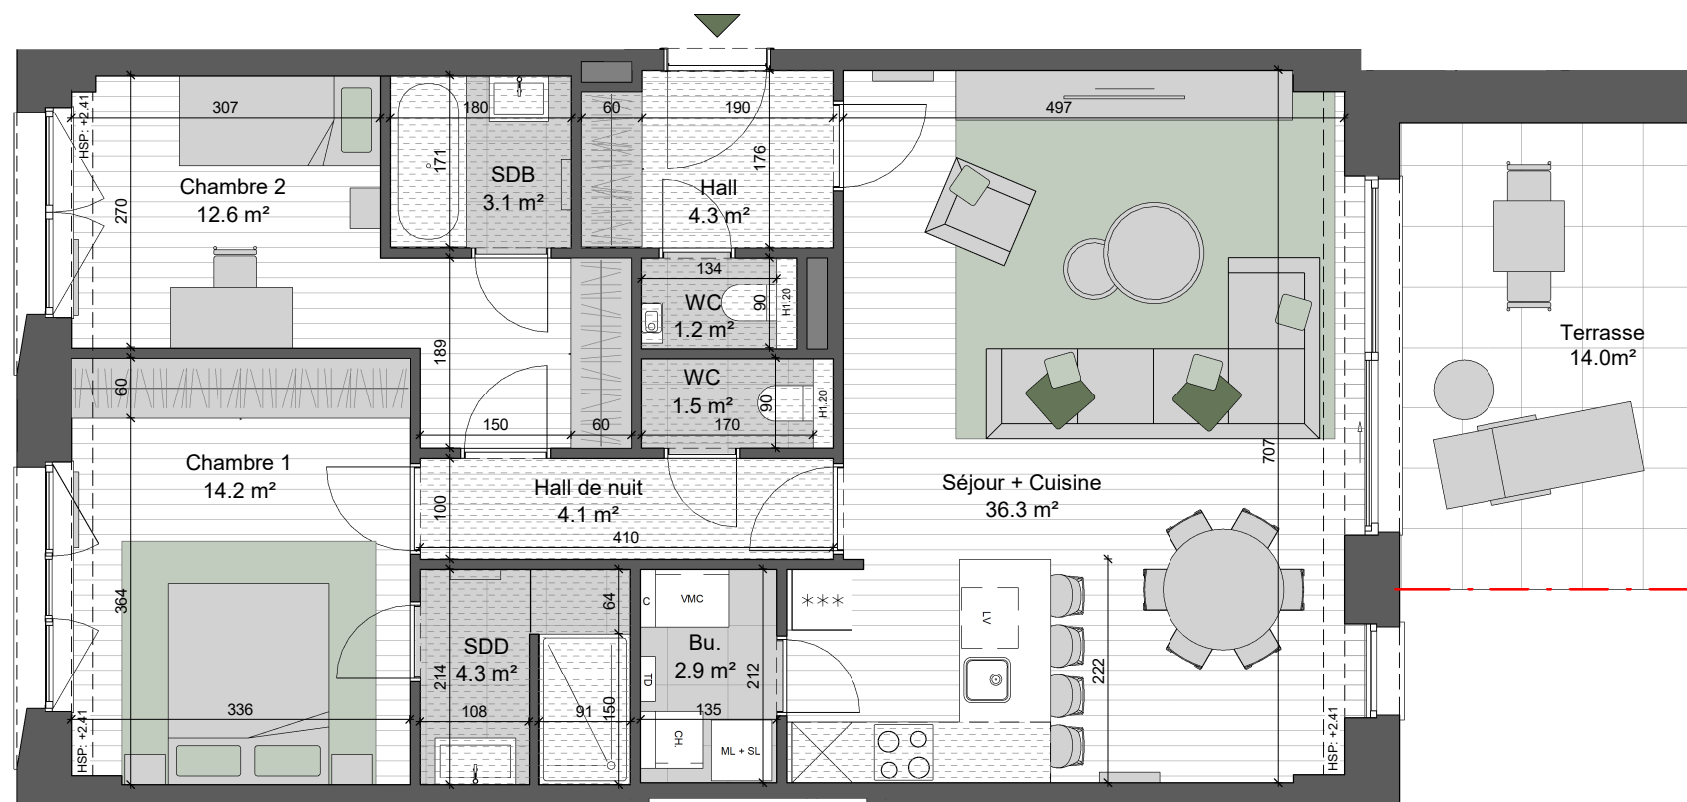 307
180
60
190
497
HSP: +2.41
171
176
SDB
3.1 m²
Chambre 2
12.6 m²
Hall
4.3 m²
270
134
WC
1.2 m²
90
H1.20
Terrasse
14.0m²
189
60
WC
1.5 m²
90
H1.20
150
60
170
707
Chambre 1
14.2 m²
Hall de nuit
4.1 m²
100
410
Séjour + Cuisine
36.3 m²
364
64
C
VMC
***
LV
SDD
4.3 m²
Bu.
2.9 m²
214
TD
212
222
336
108
91
150
135
HSP: +2.41
CH.
ML + SL
HSP: +2.41